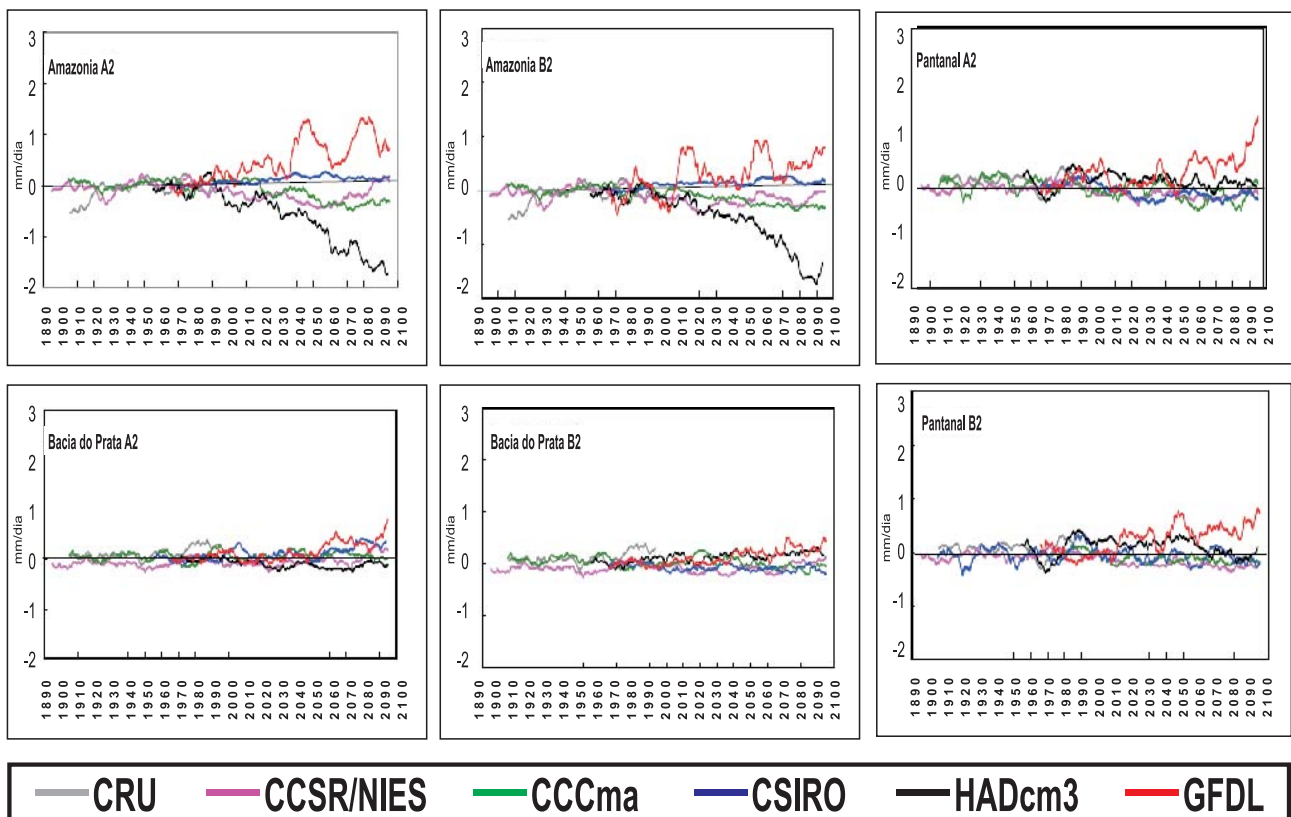 3
2
1
0
-1
-2
mm/dia
Amazonia A2
1890 1900 1910 1920 1930 1940 1950 1960 1970 1980 1990 2000 2010 2020 2030 2040 2050 2060 2070 2080 2090 2100
3
2
1
0
-1
-2
mm/dia
Amazonia B2
1890 1900 1910 1920 1930 1940 1950 1960 1970 1980 1990 2000 2010 2020 2030 2040 2050 2060 2070 2080 2090 2100
3
2
1
0
-1
-2
mm/dia
Pantanal A2
1890 1900 1910 1920 1930 1940 1950 1960 1970 1980 1990 2000 2010 2020 2030 2040 2050 2060 2070 2080 2090 2100
3
2
1
0
-1
-2
mm/dia
Bacia do Prata A2
1890 1900 1910 1920 1930 1940 1950 1960 1970 1980 1990 2000 2010 2020 2030 2040 2050 2060 2070 2080 2090 2100
3
2
1
0
-1
-2
mm/dia
Bacia do Prata B2
1890 1900 1910 1920 1930 1940 1950 1960 1970 1980 1990 2000 2010 2020 2030 2040 2050 2060 2070 2080 2090 2100
3
2
1
0
-1
-2
mm/dia
Pantanal B2
1890 1900 1910 1920 1930 1940 1950 1960 1970 1980 1990 2000 2010 2020 2030 2040 2050 2060 2070 2080 2090 2100
CRU CCSR/NIES CCCma CSIRO HADcm3 GFDL